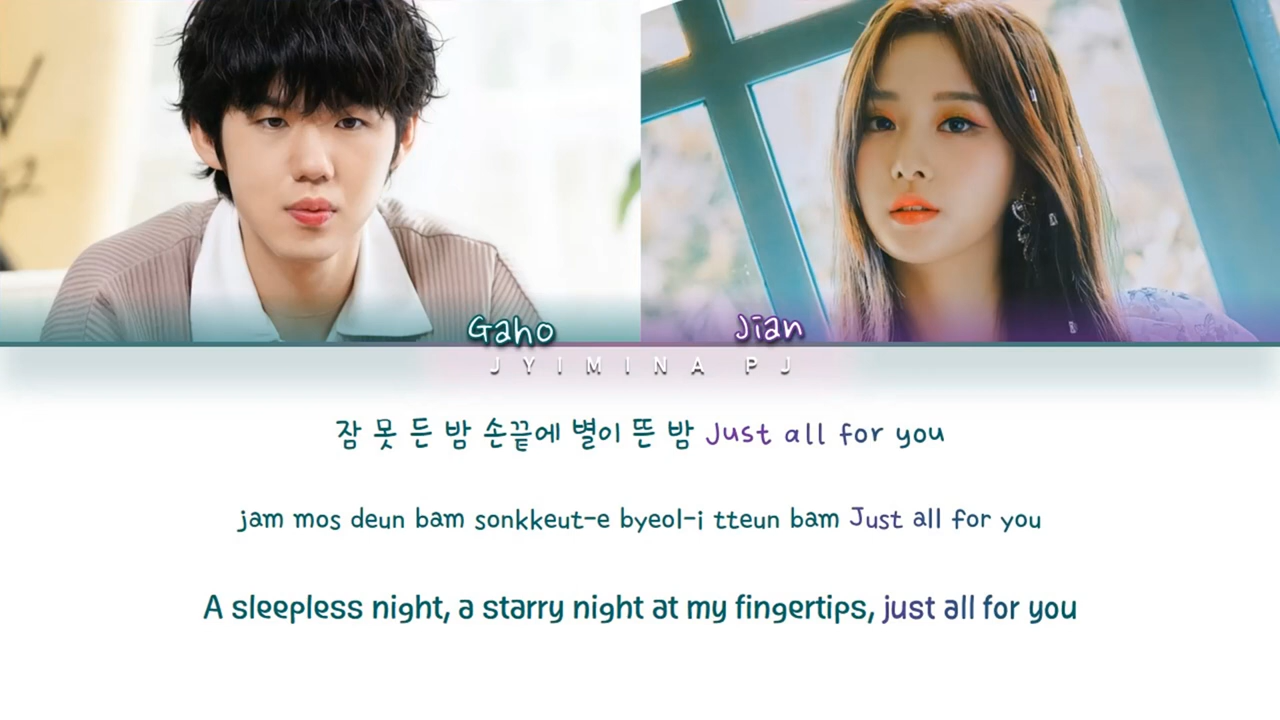 Gaho
Jian
JYIMINA PJ
잠 못 든 밤 손끝에 별이 뜬 밤 Just all for you
jam mos deun bam sonkkeut-e byeol-i tteun bam Just all for you
A sleepless night, a starry night at my fingertips, just all for you